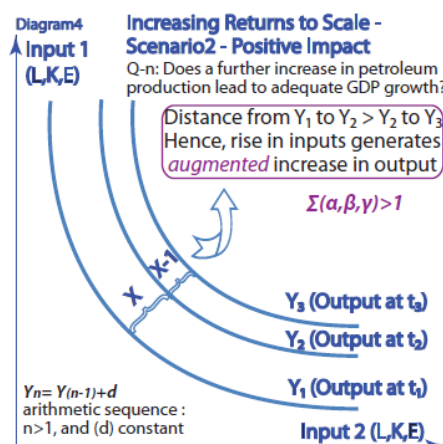 Diagram4
Input 1
(L,K,E)
Increasing Returns to Scale -
Scenario2 - Positive Impact
Q-n: Does a further increase in petroleum
production lead to adequate GDP growth?
Distance from Y₁ to Y₂ > Y₂ to Y₃
Hence, rise in inputs generates
augmented increase in output
Σ(α,β,γ)>1
X
X-1
Y₃ (Output at t₃)
Y₂ (Output at t₂)
Y₁ (Output at t₁)
Yn= Y(n-1)+d
arithmetic sequence :
n>1, and (d) constant
Input 2 (L,K,E)